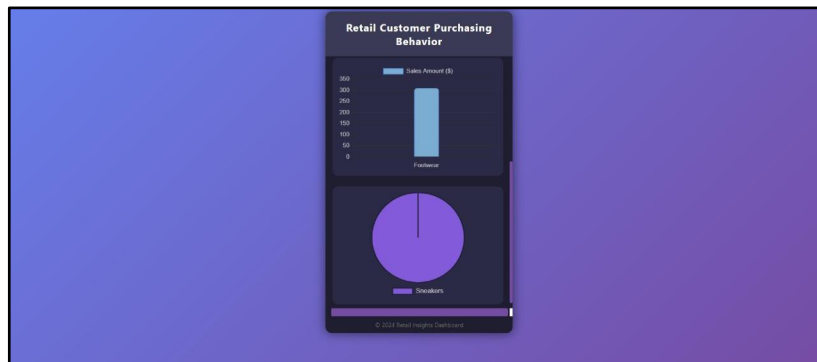 Retail Customer Purchasing
Behavior
Sales Amount ($)
350
300
250
200
150
100
50
0
Footwear
Sneakers
© 2024 Retail Insights Dashboard